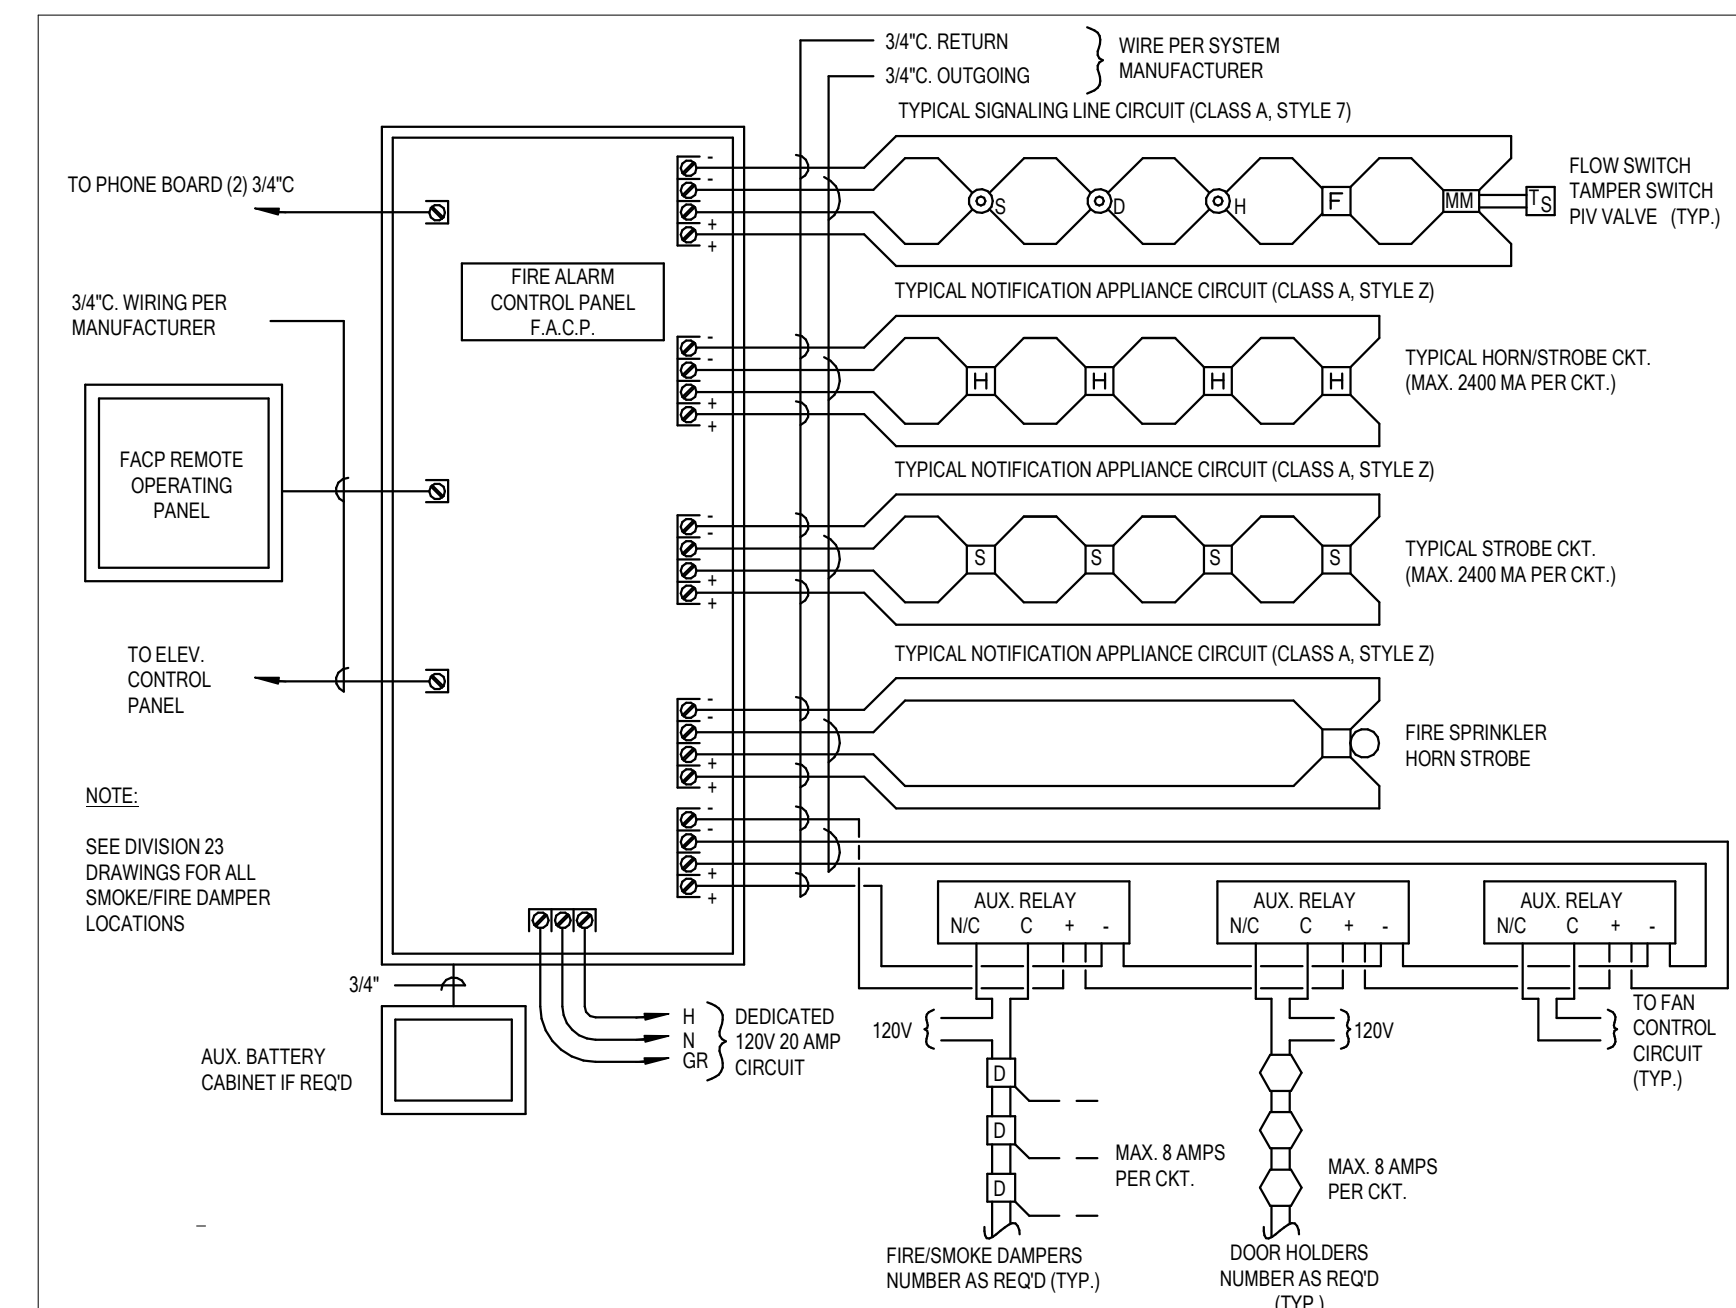 3/4"C. RETURN
3/4"C. OUTGOING
WIRE PER SYSTEM
MANUFACTURER
TYPICAL SIGNALING LINE CIRCUIT (CLASS A, STYLE 7)
TO PHONE BOARD (2) 3/4"C
- - + +
S D H F MM TS
FLOW SWITCH
TAMPER SWITCH
PIV VALVE (TYP.)
FIRE ALARM
CONTROL PANEL
F.A.C.P.
3/4"C. WIRING PER
MANUFACTURER
TYPICAL NOTIFICATION APPLIANCE CIRCUIT (CLASS A, STYLE Z)
- - + +
H H H H
TYPICAL HORN/STROBE CKT.
(MAX. 2400 MA PER CKT.)
FACP REMOTE
OPERATING
PANEL
TYPICAL NOTIFICATION APPLIANCE CIRCUIT (CLASS A, STYLE Z)
- - + +
S S S S
TYPICAL STROBE CKT.
(MAX. 2400 MA PER CKT.)
TO ELEV.
CONTROL
PANEL
TYPICAL NOTIFICATION APPLIANCE CIRCUIT (CLASS A, STYLE Z)
- - + +
FIRE SPRINKLER
HORN STROBE
NOTE:
SEE DIVISION 23
DRAWINGS FOR ALL
SMOKE/FIRE DAMPER
LOCATIONS
- - + +
AUX. RELAY
N/C C + -
AUX. RELAY
N/C C + -
AUX. RELAY
N/C C + -
3/4"
AUX. BATTERY
CABINET IF REQ'D
H
N
GR
DEDICATED
120V 20 AMP
CIRCUIT
120V
120V
TO FAN
CONTROL
CIRCUIT
(TYP.)
D
D
D
MAX. 8 AMPS
PER CKT.
MAX. 8 AMPS
PER CKT.
FIRE/SMOKE DAMPERS
NUMBER AS REQ'D (TYP.)
DOOR HOLDERS
NUMBER AS REQ'D
(TYP.)